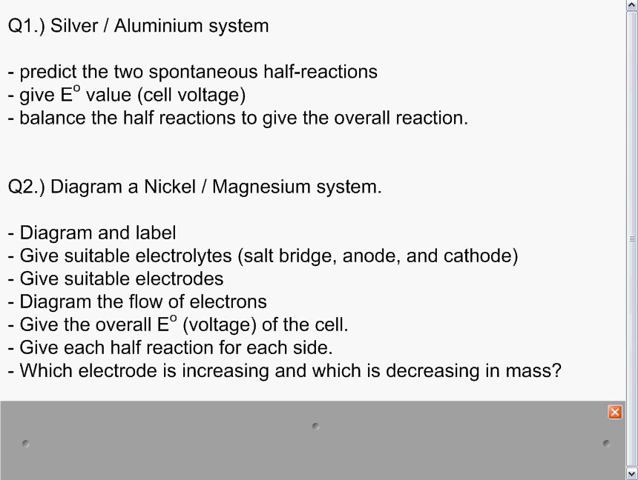 Q1.) Silver / Aluminium system
- predict the two spontaneous half-reactions
- give Eº value (cell voltage)
- balance the half reactions to give the overall reaction.
Q2.) Diagram a Nickel / Magnesium system.
- Diagram and label
- Give suitable electrolytes (salt bridge, anode, and cathode)
- Give suitable electrodes
- Diagram the flow of electrons
- Give the overall Eº (voltage) of the cell.
- Give each half reaction for each side.
- Which electrode is increasing and which is decreasing in mass?